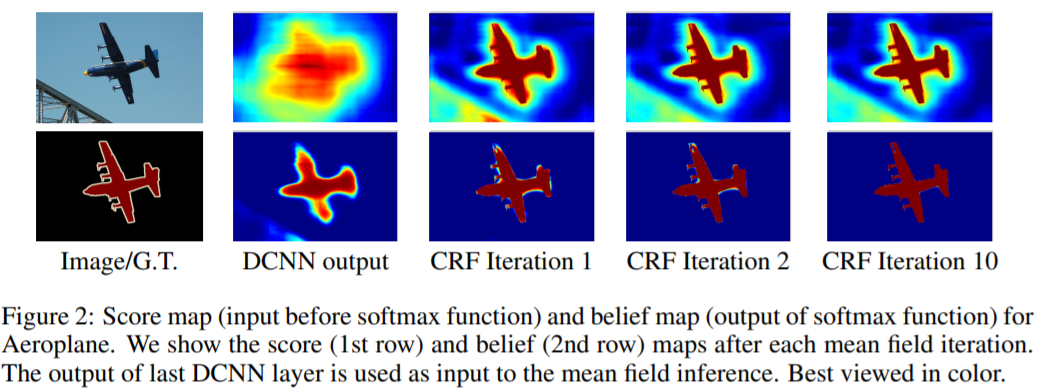 Image/G.T.
DCNN output
CRF Iteration 1
CRF Iteration 2
CRF Iteration 10
Figure 2: Score map (input before softmax function) and belief map (output of softmax function) for
Aeroplane. We show the score (1st row) and belief (2nd row) maps after each mean field iteration.
The output of last DCNN layer is used as input to the mean field inference. Best viewed in color.